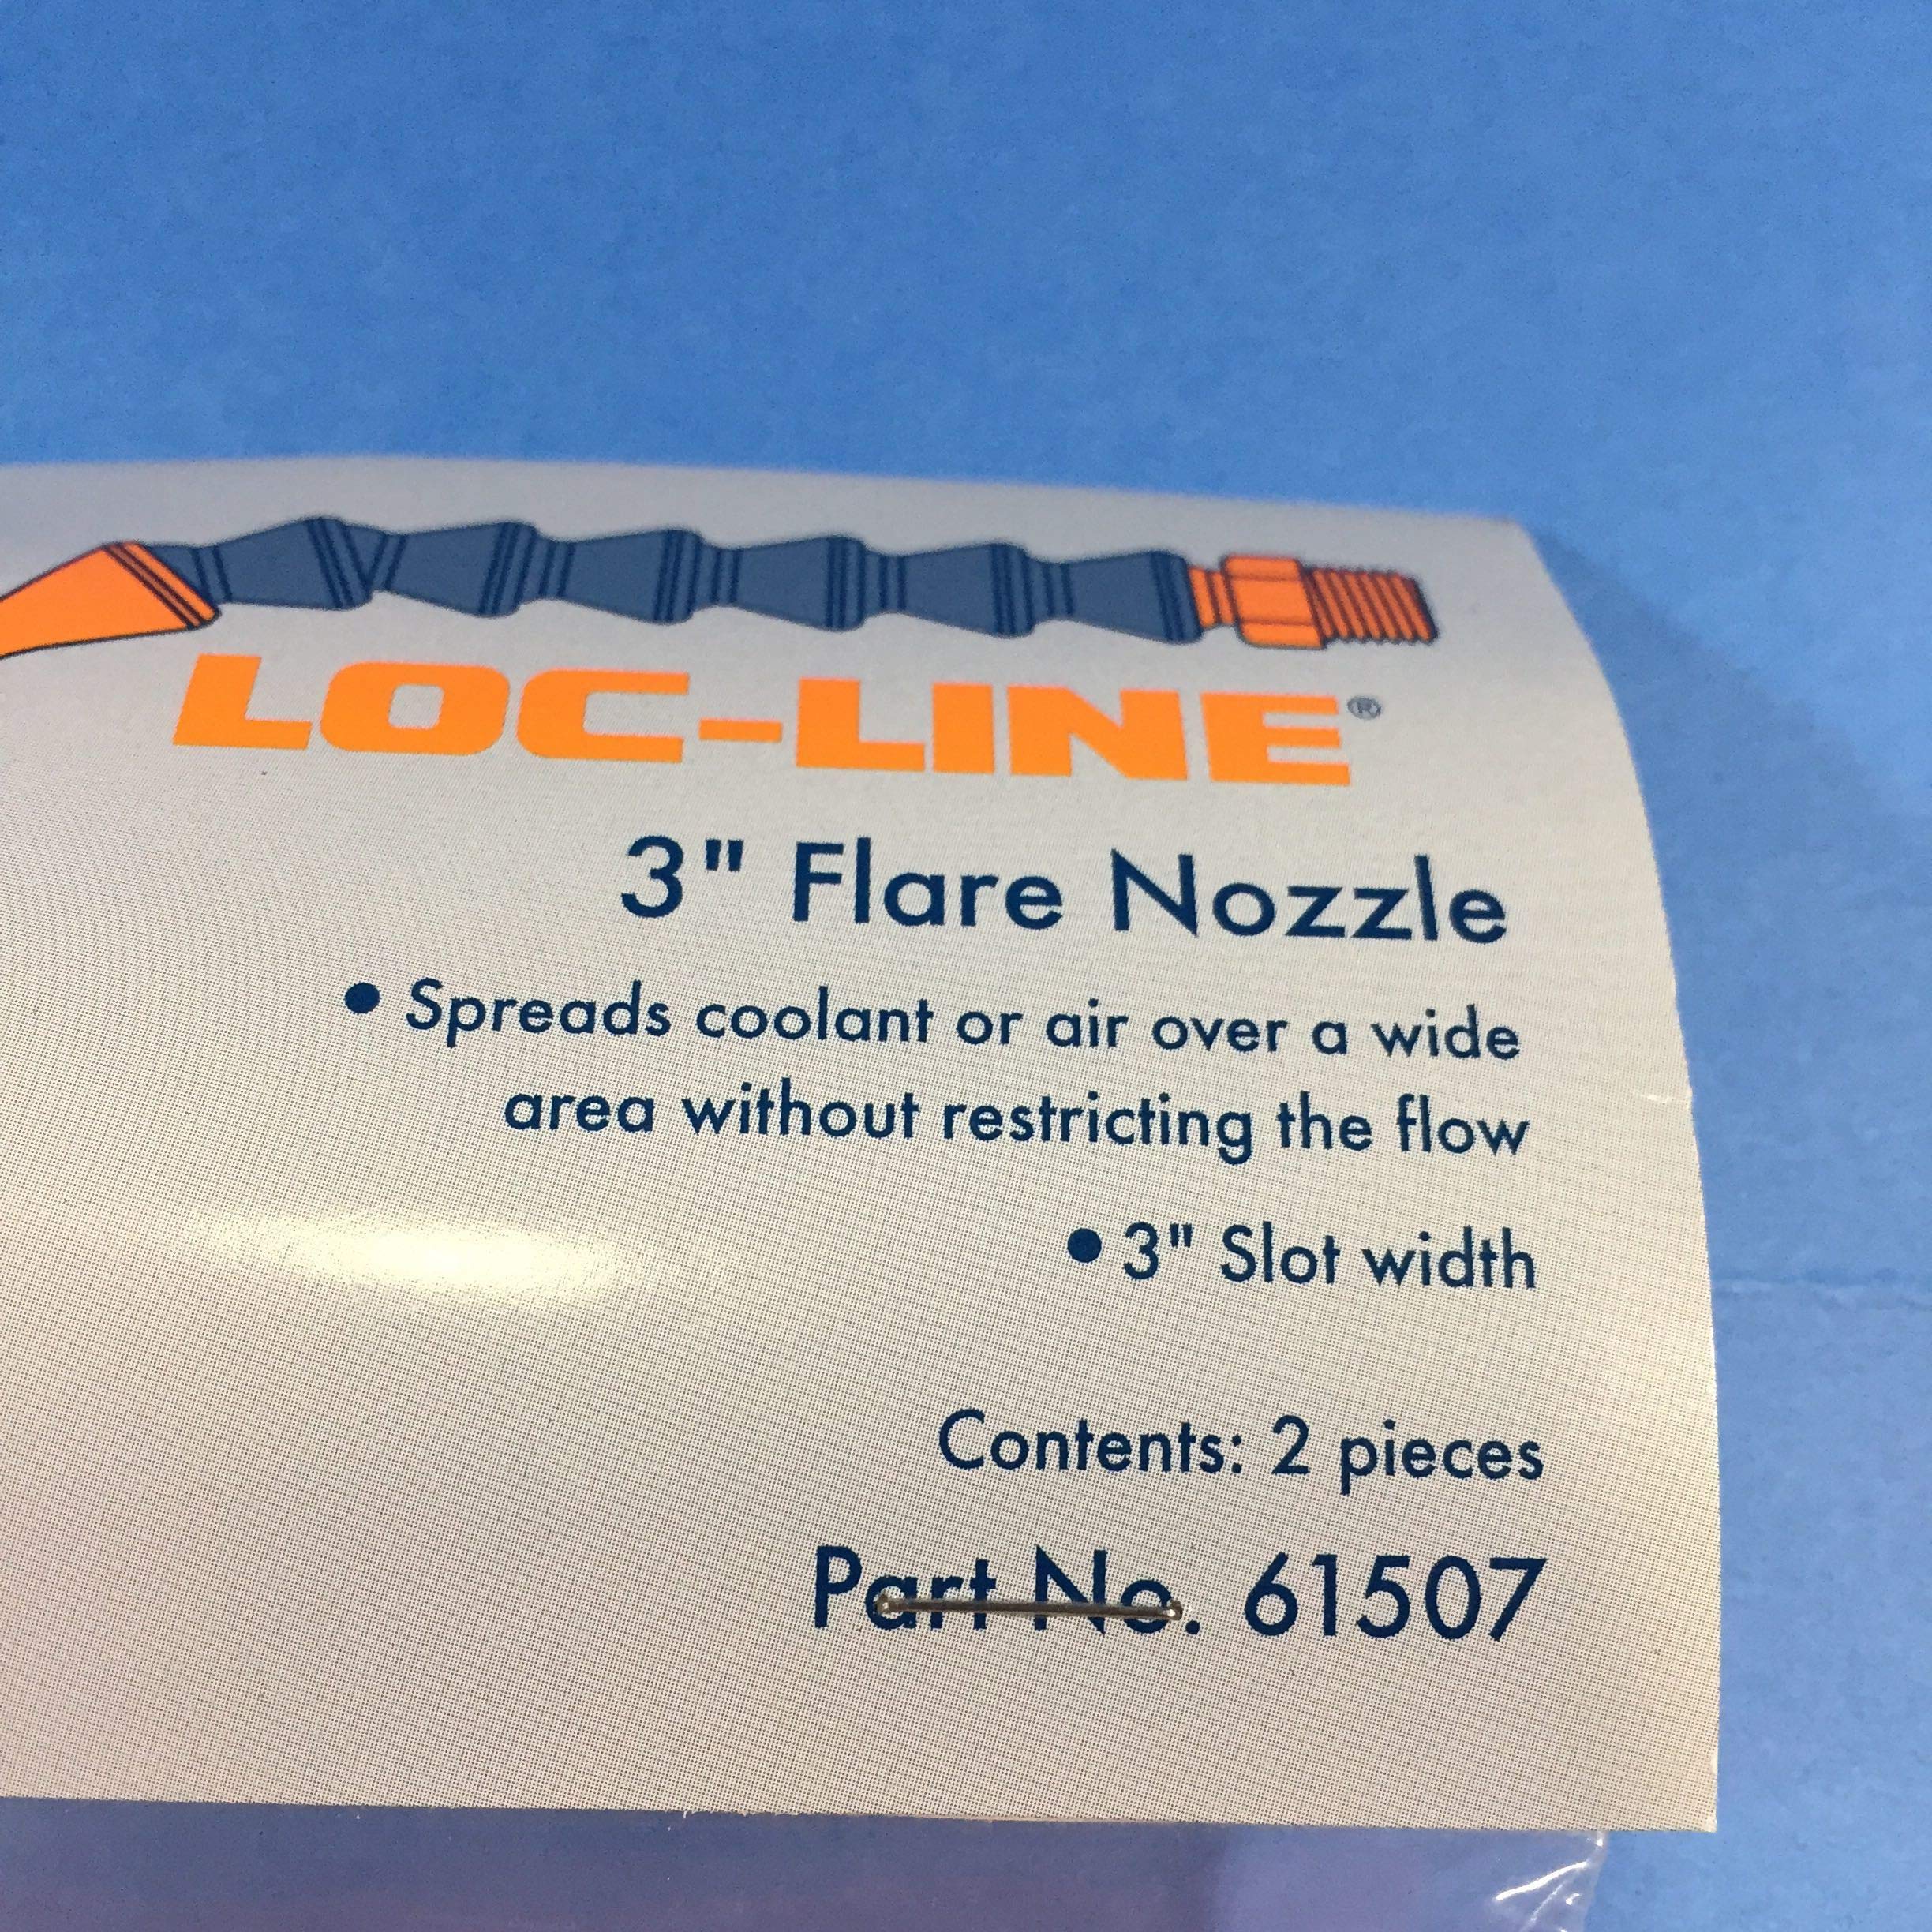 LOC-LINE®
3" Flare Nozzle
• Spreads coolant or air over a wide
area without restricting the flow
• 3" Slot width
Contents: 2 pieces
Part No. 61507